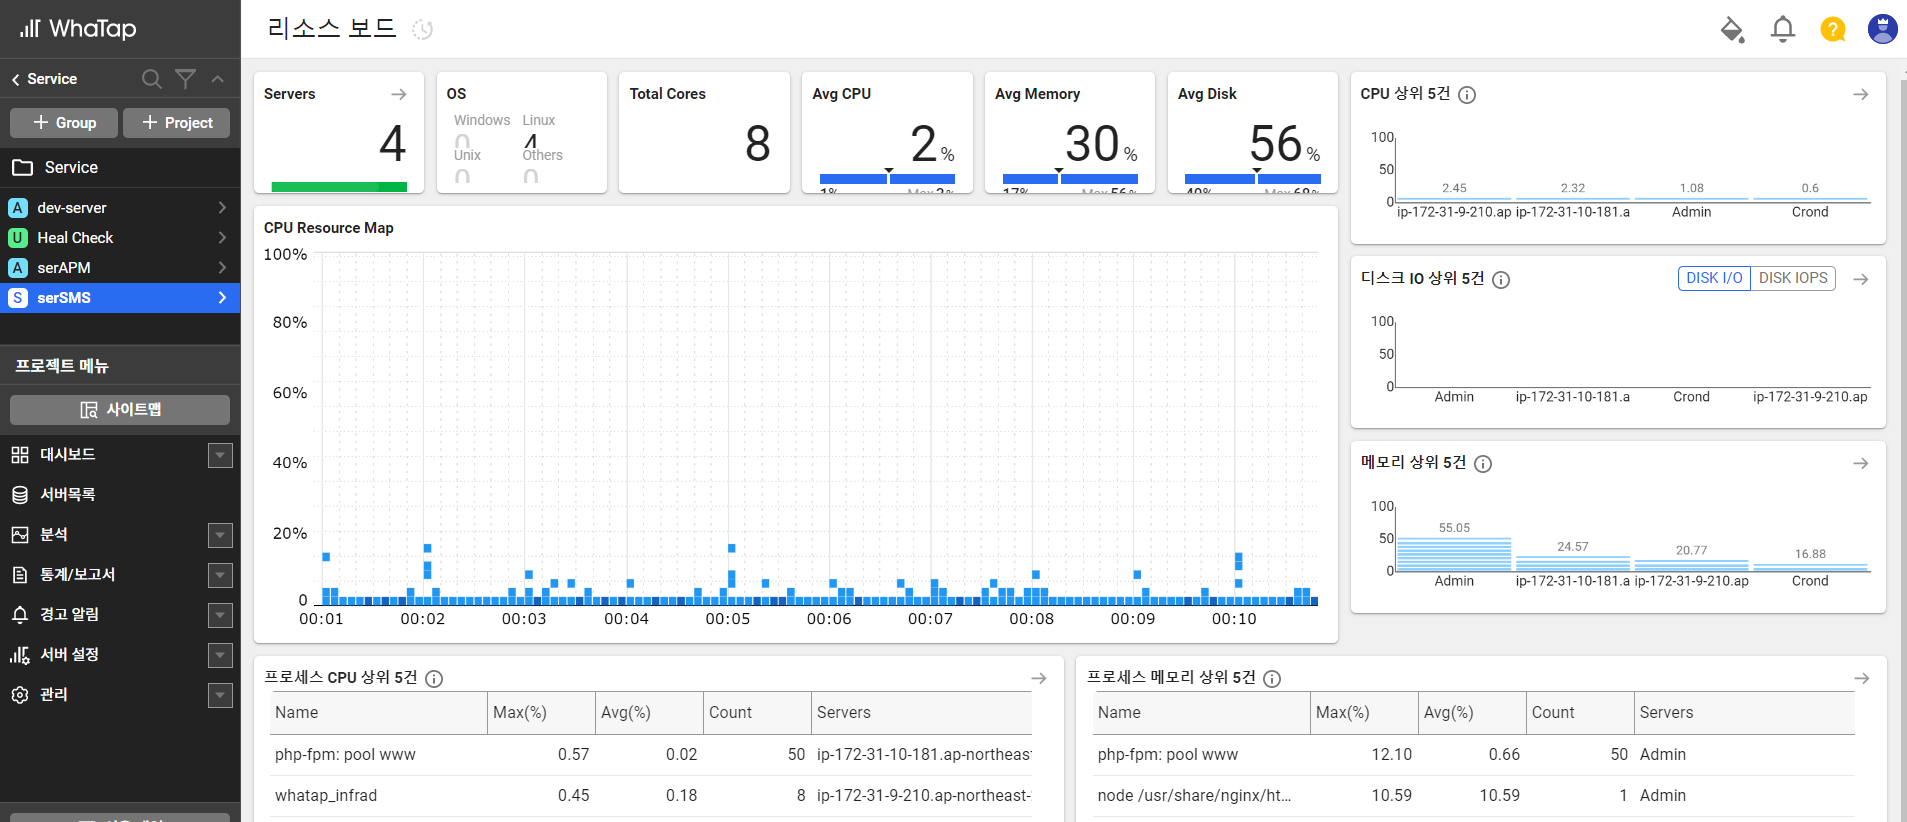 WhaTap
리소스 보드
Service
Group
Project
Service
A dev-server
U Heal Check
A serAPM
S serSMS
프로젝트 메뉴
사이트맵
대시보드
서버목록
분석
통계/보고서
경고 알림
서버 설정
관리
Servers
4
OS
Windows Linux
0 4
Unix Others
0 0
Total Cores
8
Avg CPU
2 %
1% Max 3%
Avg Memory
30 %
17% Max 56%
Avg Disk
56 %
Max 68%
CPU Resource Map
100%
80%
60%
40%
20%
0
00:01 00:02 00:03 00:04 00:05 00:06 00:07 00:08 00:09 00:10
CPU 상위 5건
100
50
0
2.45 2.32 1.08 0.6
ip-172-31-9-210.ap ip-172-31-10-181.a Admin Crond
디스크 IO 상위 5건
DISK I/O DISK IOPS
100
50
0
Admin ip-172-31-10-181.a Crond ip-172-31-9-210.ap
메모리 상위 5건
100
50
0
55.05 24.57 20.77 16.88
Admin ip-172-31-10-181.a ip-172-31-9-210.ap Crond
프로세스 CPU 상위 5건
Name Max(%) Avg(%) Count Servers
php-fpm: pool www 0.57 0.02 50 ip-172-31-10-181.ap-northeast
whatap_infrad 0.45 0.18 8 ip-172-31-9-210.ap-northeast-
프로세스 메모리 상위 5건
Name Max(%) Avg(%) Count Servers
php-fpm: pool www 12.10 0.66 50 Admin
node /usr/share/nginx/ht... 10.59 10.59 1 Admin